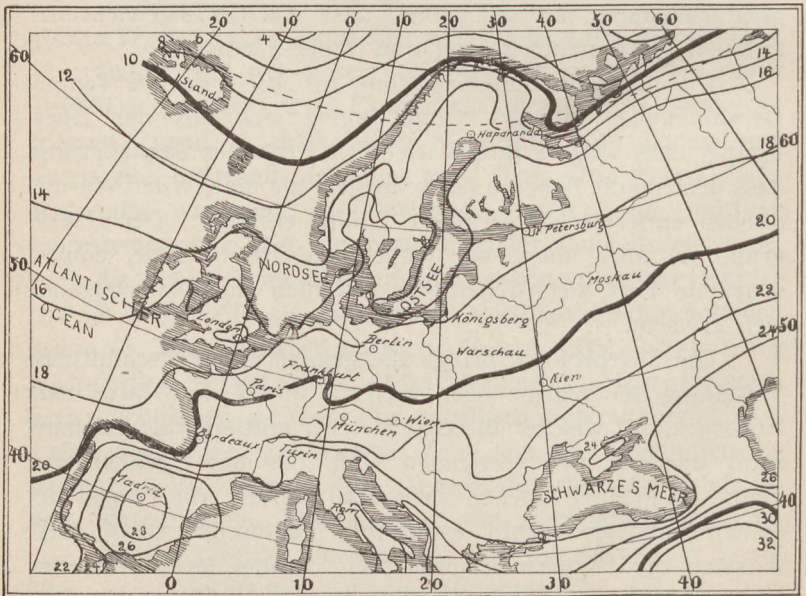 20 10 0 10 20 30 40 50
60
8 6 4
10
12
Island
14
16
Haparanda
18 60
14
20
St Petersburg
50
ATLANTISCHER
NORDSEE
OSTSEE
Moskau
16
OCEAN
22
London
Königsberg
24 50
Berlin
Warschau
18
Frankfurt
Paris
Kiew
München
Wien
Bordeaux
24
40
Turin
20
Madrid
SCHWARZES MEER
26
40
Rom
28
30
26
32
22 24
0 10 20 30 40